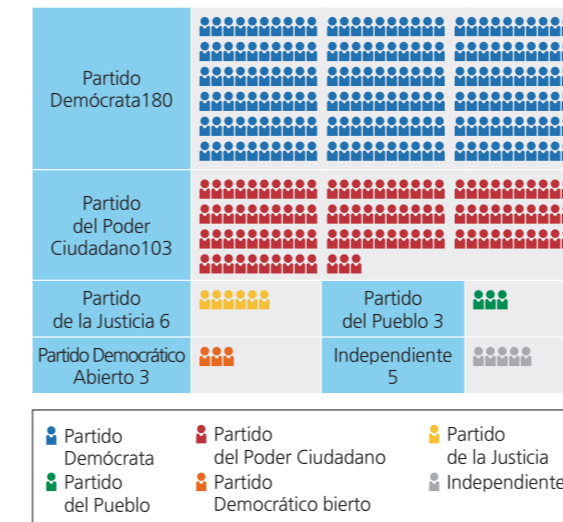 Partido
Demócrata180
Partido
del Poder
Ciudadano103
Partido
de la Justicia 6
Partido
del Pueblo 3
Partido Democrático
Abierto 3
Independiente
5
Partido
Demócrata
Partido
del Poder Ciudadano
Partido
de la Justicia
Partido
del Pueblo
Partido
Democrático bierto
Independiente